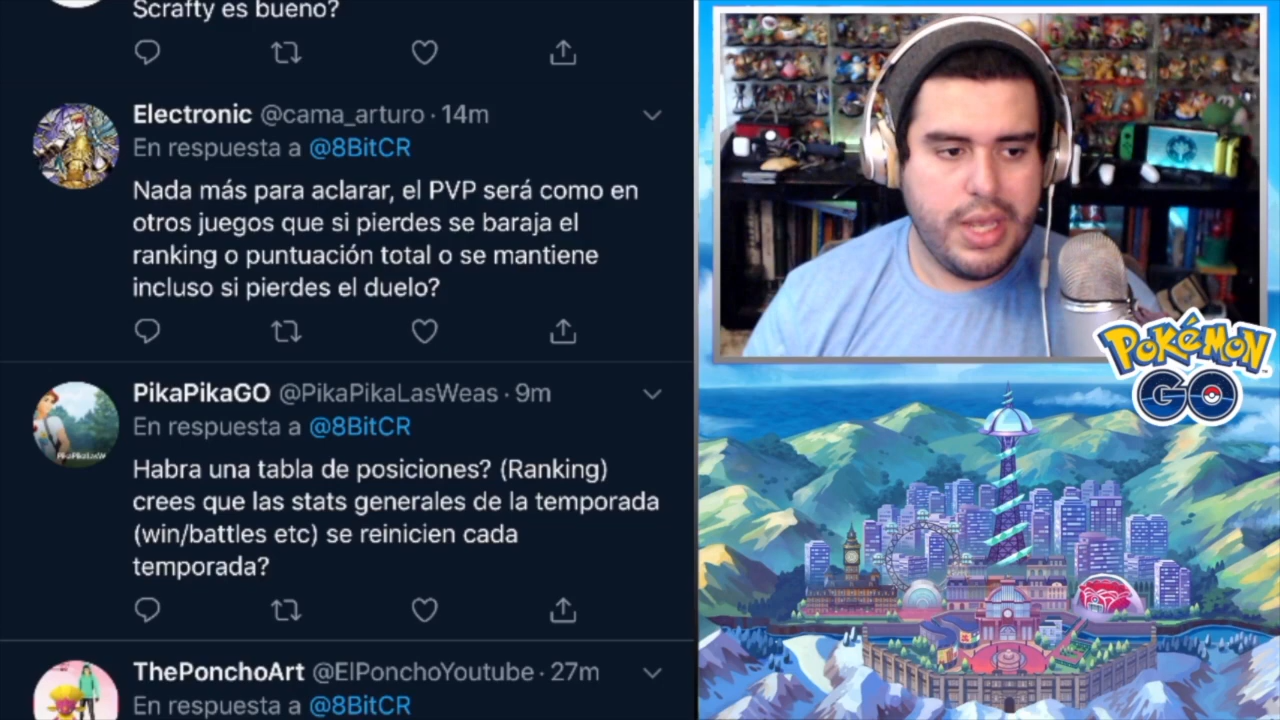 Scrafty es bueno?
Electronic @cama_arturo · 14m
En respuesta a @8BitCR
Nada más para aclarar, el PVP será como en
otros juegos que si pierdes se baraja el
ranking o puntuación total o se mantiene
incluso si pierdes el duelo?
PikaPikaGO @PikaPikaLasWeas · 9m
En respuesta a @8BitCR
Habra una tabla de posiciones? (Ranking)
crees que las stats generales de la temporada
(win/battles etc) se reinicien cada
temporada?
ThePonchoArt @ElPonchoYoutube · 27m
En respuesta a @8BitCR
POKÉMON
GO